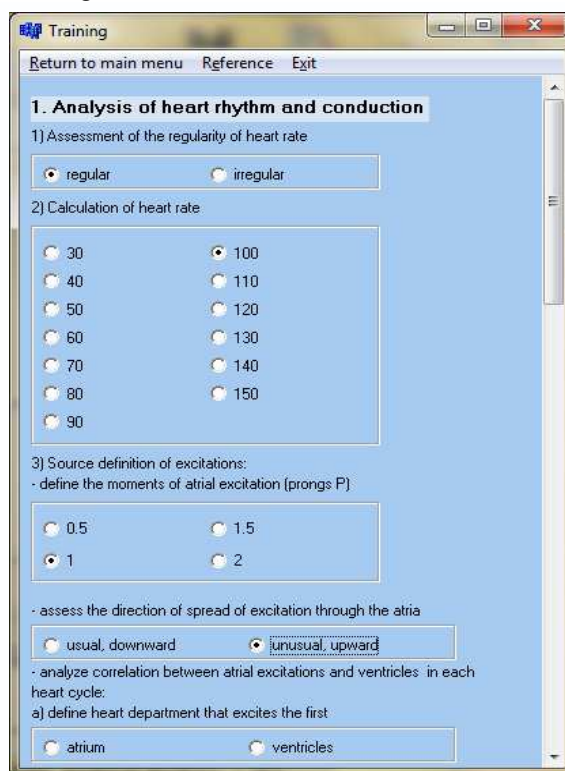 Training
Return to main menu Reference Exit
1. Analysis of heart rhythm and conduction
1) Assessment of the regularity of heart rate
regular irregular
2) Calculation of heart rate
30 100
40 110
50 120
60 130
70 140
80 150
90
3) Source definition of excitations:
- define the moments of atrial excitation (prongs P)
0.5 1.5
1 2
- assess the direction of spread of excitation through the atria
usual, downward unusual, upward
- analyze correlation between atrial excitations and ventricles in each
heart cycle:
a) define heart department that excites the first
atrium ventricles